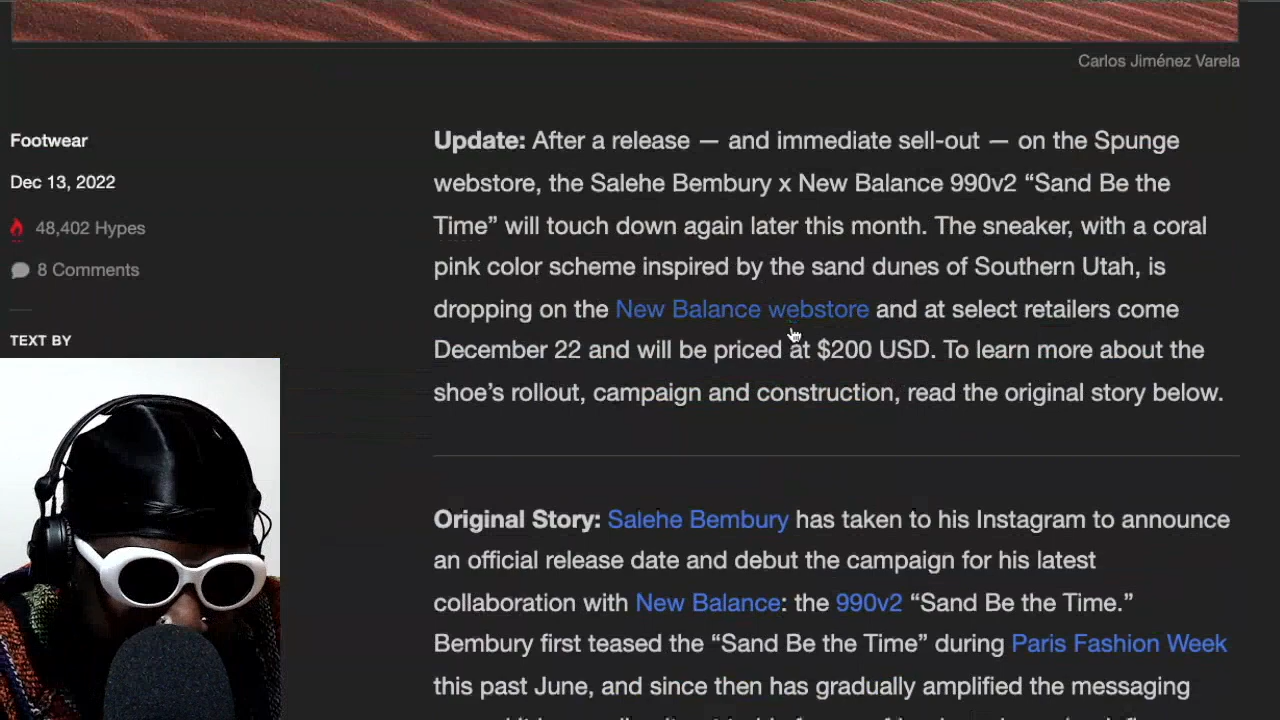 Carlos Jiménez Varela
Footwear
Dec 13, 2022
48,402 Hypes
8 Comments
TEXT BY
Update: After a release — and immediate sell-out — on the Spunge
webstore, the Salehe Bembury x New Balance 990v2 “Sand Be the
Time” will touch down again later this month. The sneaker, with a coral
pink color scheme inspired by the sand dunes of Southern Utah, is
dropping on the New Balance webstore and at select retailers come
December 22 and will be priced at $200 USD. To learn more about the
shoe’s rollout, campaign and construction, read the original story below.
Original Story: Salehe Bembury has taken to his Instagram to announce
an official release date and debut the campaign for his latest
collaboration with New Balance: the 990v2 “Sand Be the Time.”
Bembury first teased the “Sand Be the Time” during Paris Fashion Week
this past June, and since then has gradually amplified the messaging